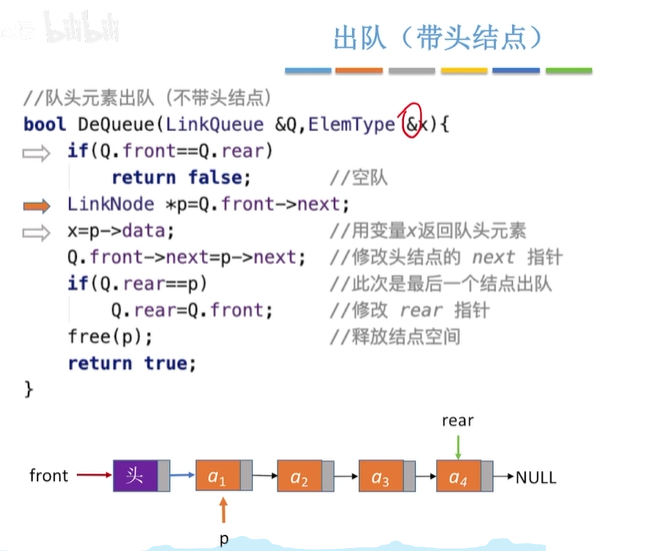 bilibili
出队（带头结点）
//队头元素出队（不带头结点）
bool DeQueue(LinkQueue &Q,ElemType &x){
if(Q.front==Q.rear)
return false; //空队
LinkNode *p=Q.front->next;
x=p->data; //用变量x返回队头元素
Q.front->next=p->next; //修改头结点的 next 指针
if(Q.rear==p) //此次是最后一个结点出队
Q.rear=Q.front; //修改 rear 指针
free(p); //释放结点空间
return true;
}
rear
front 头 a1 a2 a3 a4 NULL
p